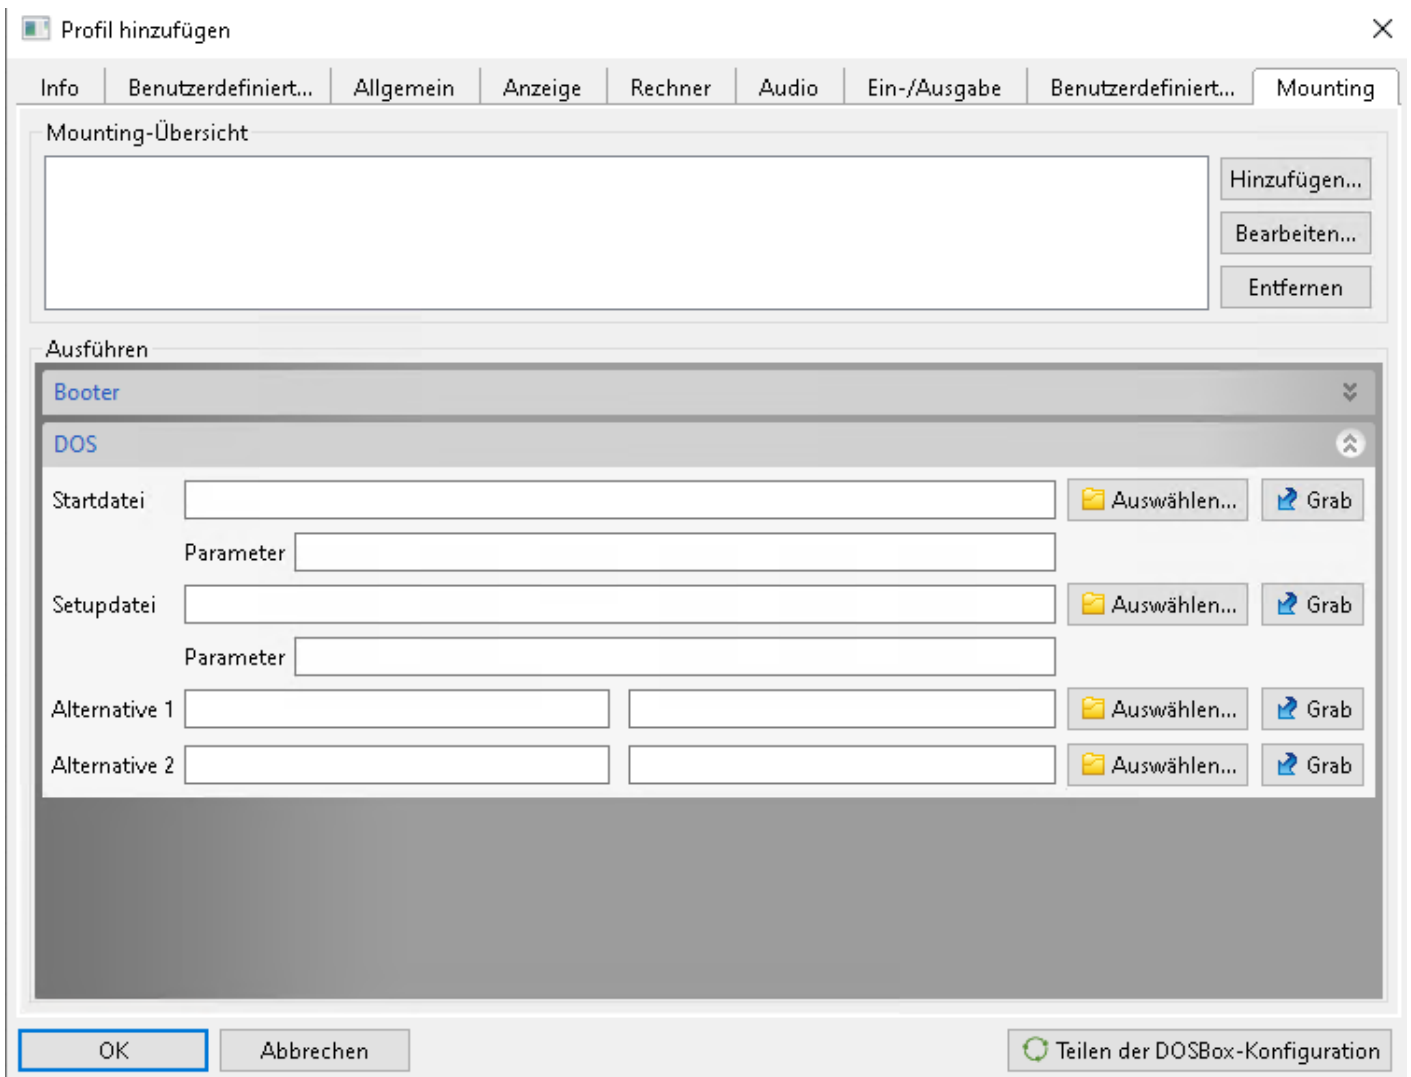 Profil hinzufügen
Info Benutzerdefiniert... Allgemein Anzeige Rechner Audio Ein-/Ausgabe Benutzerdefiniert... Mounting
Mounting-Übersicht
Hinzufügen...
Bearbeiten...
Entfernen
Ausführen
Booter
DOS
Startdatei Auswählen... Grab
Parameter
Setupdatei Auswählen... Grab
Parameter
Alternative 1 Auswählen... Grab
Alternative 2 Auswählen... Grab
OK Abbrechen Teilen der DOSBox-Konfiguration